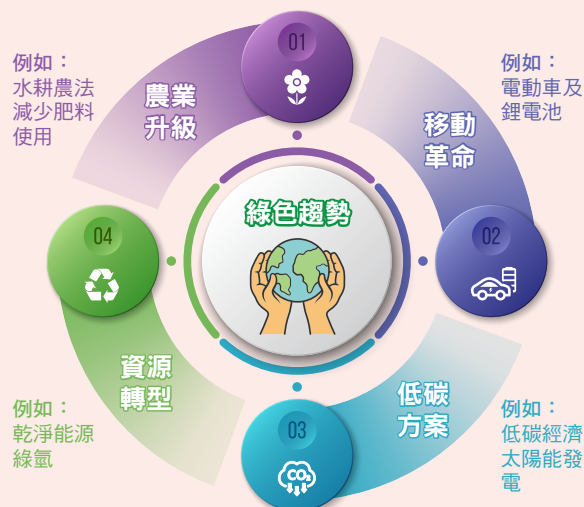 綠色趨勢
01
農業
升級
例如：
水耕農法
減少肥料
使用
02
移動
革命
例如：
電動車及
鋰電池
03
CO₂
低碳
方案
例如：
低碳經濟
太陽能發
電
04
資源
轉型
例如：
乾淨能源
綠氫